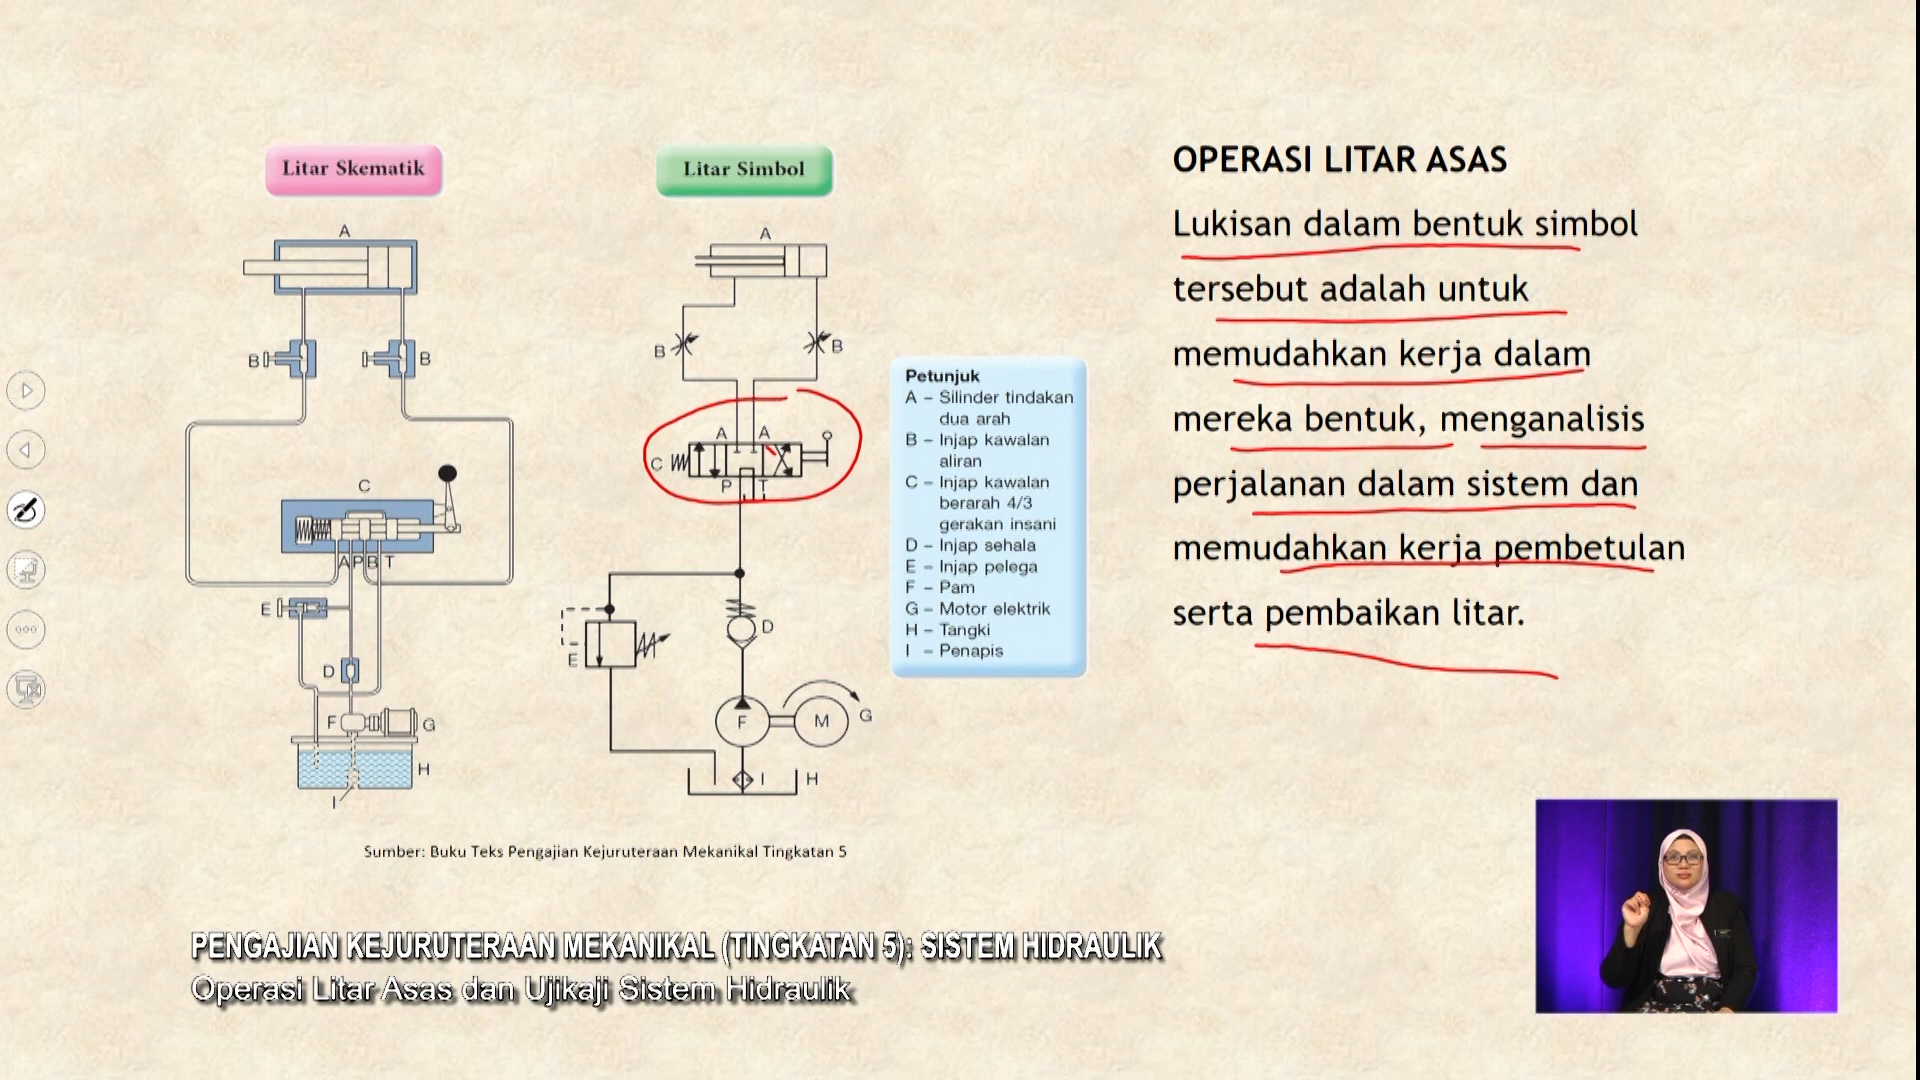 Litar Skematik
Litar Simbol
A
A
B
B
B
B
C
A P B T
E
D
F
G
H
I
A A
C
P T
D
E
F
M
G
I
H
Petunjuk
A – Silinder tindakan
dua arah
B – Injap kawalan
aliran
C – Injap kawalan
berarah 4/3
gerakan insani
D – Injap sehala
E – Injap pelega
F – Pam
G – Motor elektrik
H – Tangki
I – Penapis
OPERASI LITAR ASAS
Lukisan dalam bentuk simbol
tersebut adalah untuk
memudahkan kerja dalam
mereka bentuk, menganalisis
perjalanan dalam sistem dan
memudahkan kerja pembetulan
serta pembaikan litar.
Sumber: Buku Teks Pengajian Kejuruteraan Mekanikal Tingkatan 5
PENGAJIAN KEJURUTERAAN MEKANIKAL (TINGKATAN 5): SISTEM HIDRAULIK
Operasi Litar Asas dan Ujikaji Sistem Hidraulik